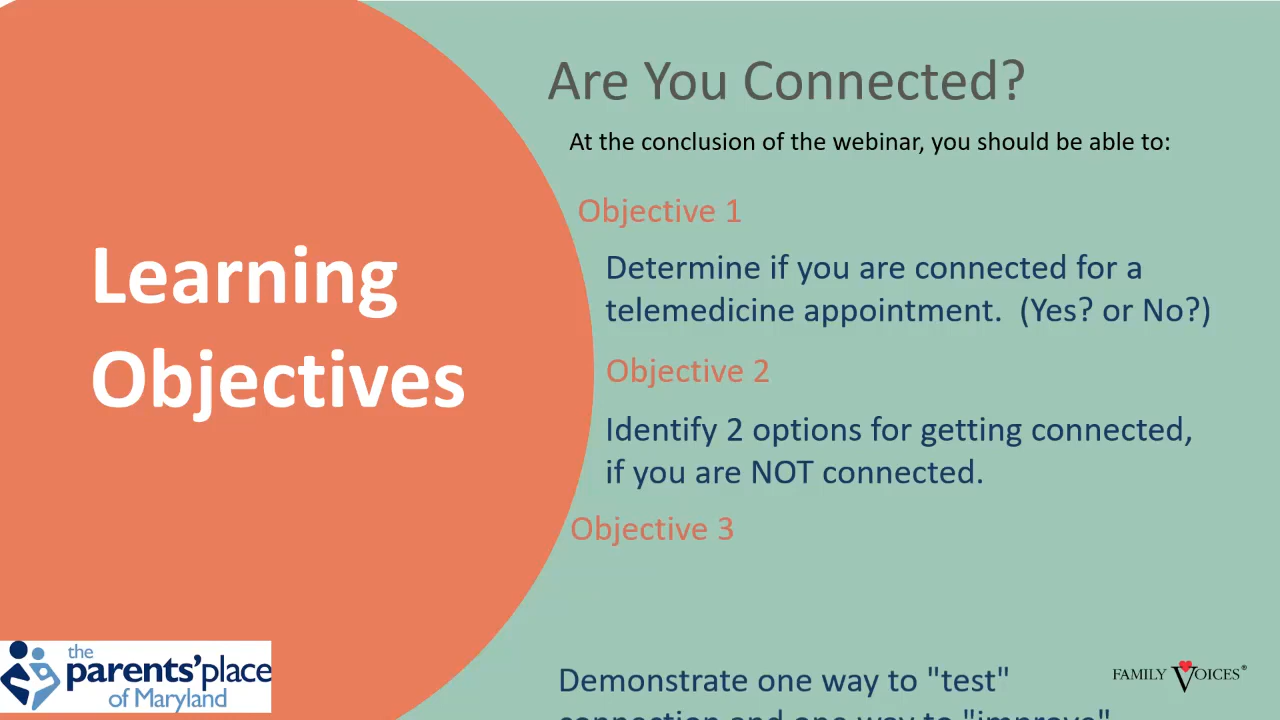 Are You Connected?
At the conclusion of the webinar, you should be able to:
Objective 1
Determine if you are connected for a
telemedicine appointment.  (Yes? or No?)
Objective 2
Identify 2 options for getting connected,
if you are NOT connected.
Objective 3
Demonstrate one way to "test"
connection and one way to "improve"
Learning
Objectives
the
parents'place
of Maryland
FAMILY VOICES®